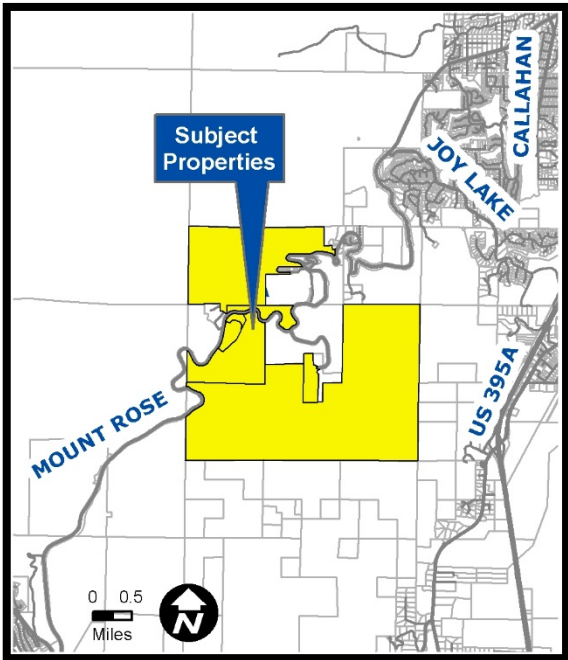 CALLAHAN
JOY LAKE
Subject
Properties
US 395A
MOUNT ROSE
0 0.5
Miles
N